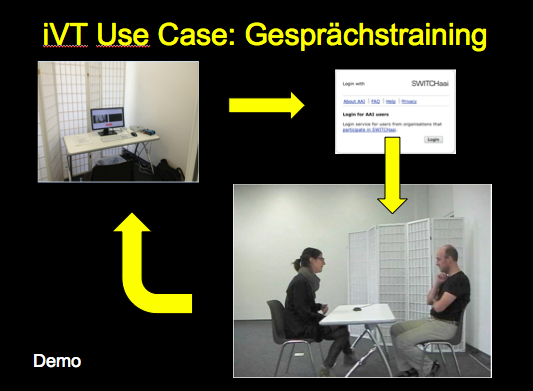 iVT Use Case: Gesprächstraining
Login with
SWITCHaai
About AAI | FAQ | Help | Privacy
Login for AAI users
Login service for users from organisations that
participate in SWITCHaai.
Login
Demo